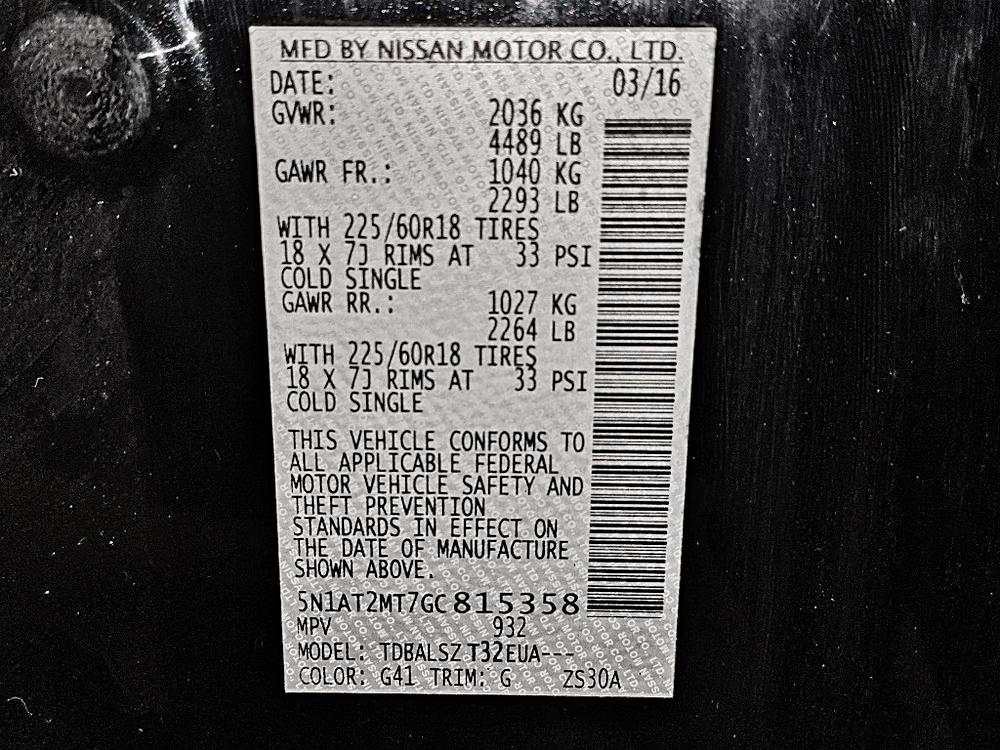 MFD BY NISSAN MOTOR CO., LTD.
DATE: 03/16
GVWR: 2036 KG
4489 LB
GAWR FR.: 1040 KG
2293 LB
WITH 225/60R18 TIRES
18 X 7J RIMS AT 33 PSI
COLD SINGLE
GAWR RR.: 1027 KG
2264 LB
WITH 225/60R18 TIRES
18 X 7J RIMS AT 33 PSI
COLD SINGLE
THIS VEHICLE CONFORMS TO
ALL APPLICABLE FEDERAL
MOTOR VEHICLE SAFETY AND
THEFT PREVENTION
STANDARDS IN EFFECT ON
THE DATE OF MANUFACTURE
SHOWN ABOVE.
5N1AT2MT7GC815358
MPV 932
MODEL: TDBALSZ T32EUA---
COLOR: G41 TRIM: G ZS30A